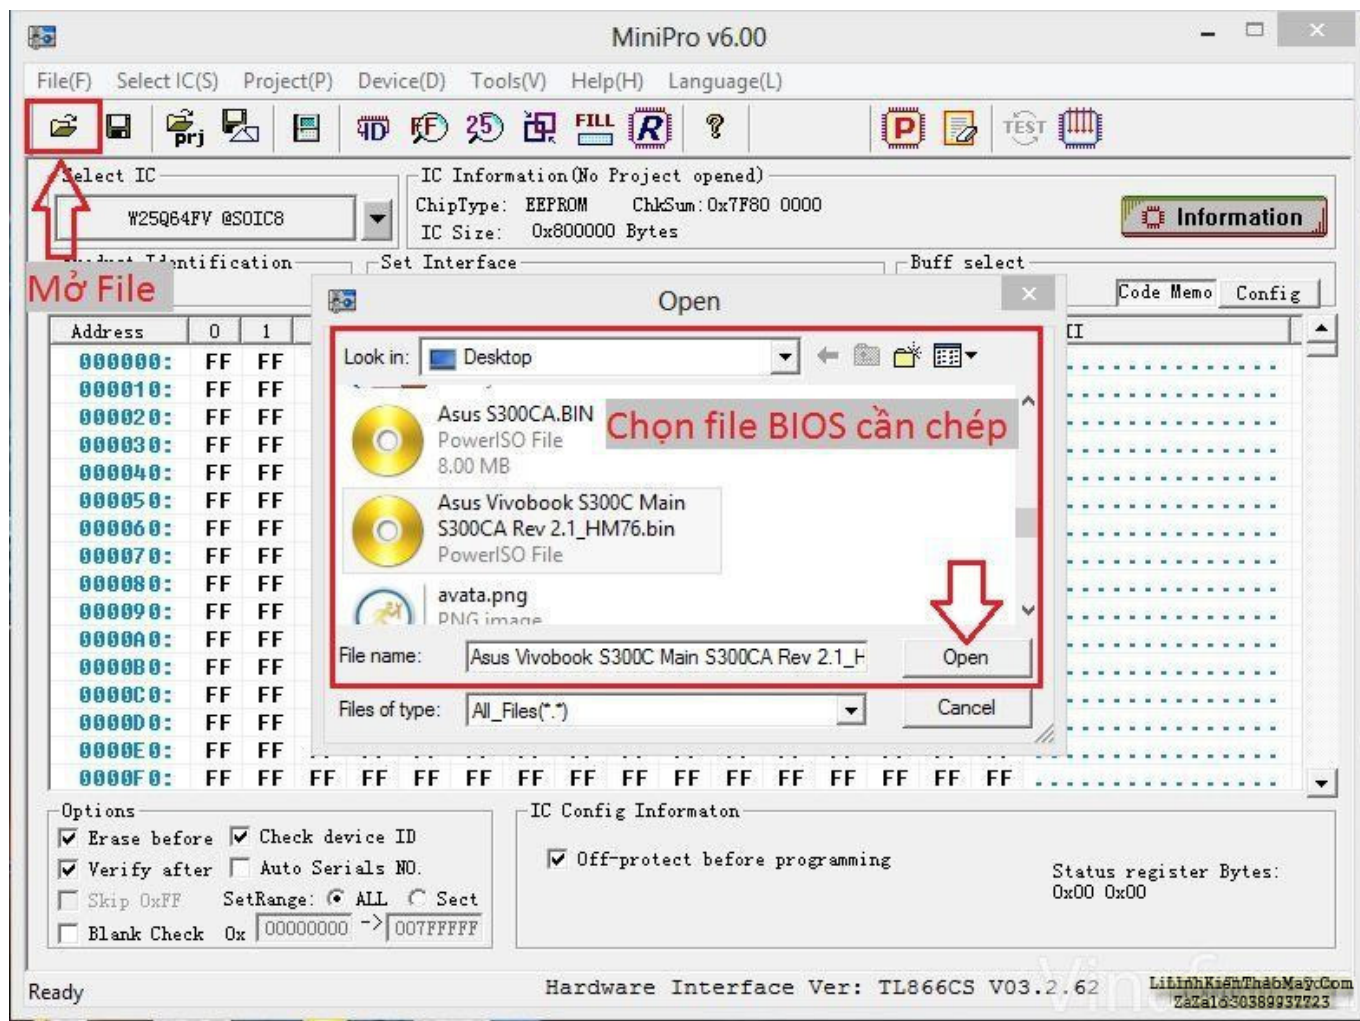 MiniPro v6.00
File(F) Select IC(S) Project(P) Device(D) Tools(V) Help(H) Language(L)
prj 4D FF 25 FILL R ? P TEST
Select IC
IC Information(No Project opened)
W25Q64FV @SOIC8
ChipType: EEPROM ChkSum:0x7F80 0000
IC Size: 0x800000 Bytes
Information
Mở File
Set Interface
Buff select
Code Memo Config
Open
Address 0 1
Look in: Desktop
000000: FF FF
000010: FF FF
000020: FF FF
000030: FF FF
000040: FF FF
000050: FF FF
000060: FF FF
000070: FF FF
000080: FF FF
000090: FF FF
0000A0: FF FF
0000B0: FF FF
0000C0: FF FF
0000D0: FF FF
0000E0: FF FF
0000F0: FF FF FF FF FF FF FF FF FF FF FF FF FF FF FF FF
Asus S300CA.BIN
PowerISO File
8.00 MB
Chọn file BIOS cần chép
Asus Vivobook S300C Main
S300CA Rev 2.1_HM76.bin
PowerISO File
avata.png
PNG image
File name: Asus Vivobook S300C Main S300CA Rev 2.1_H
Open
Files of type: All_Files(*.*)
Cancel
Options
Erase before Check device ID
Verify after Auto Serials NO.
Skip 0xFF SetRange: ALL Sect
Blank Check 0x 00000000 -> 007FFFFF
IC Config Informaton
Off-protect before programming
Status register Bytes:
0x00 0x00
Ready
Hardware Interface Ver: TL866CS V03.2.62
LiLinhKiệnTháoMáy.Com
ZaZa1630389937723